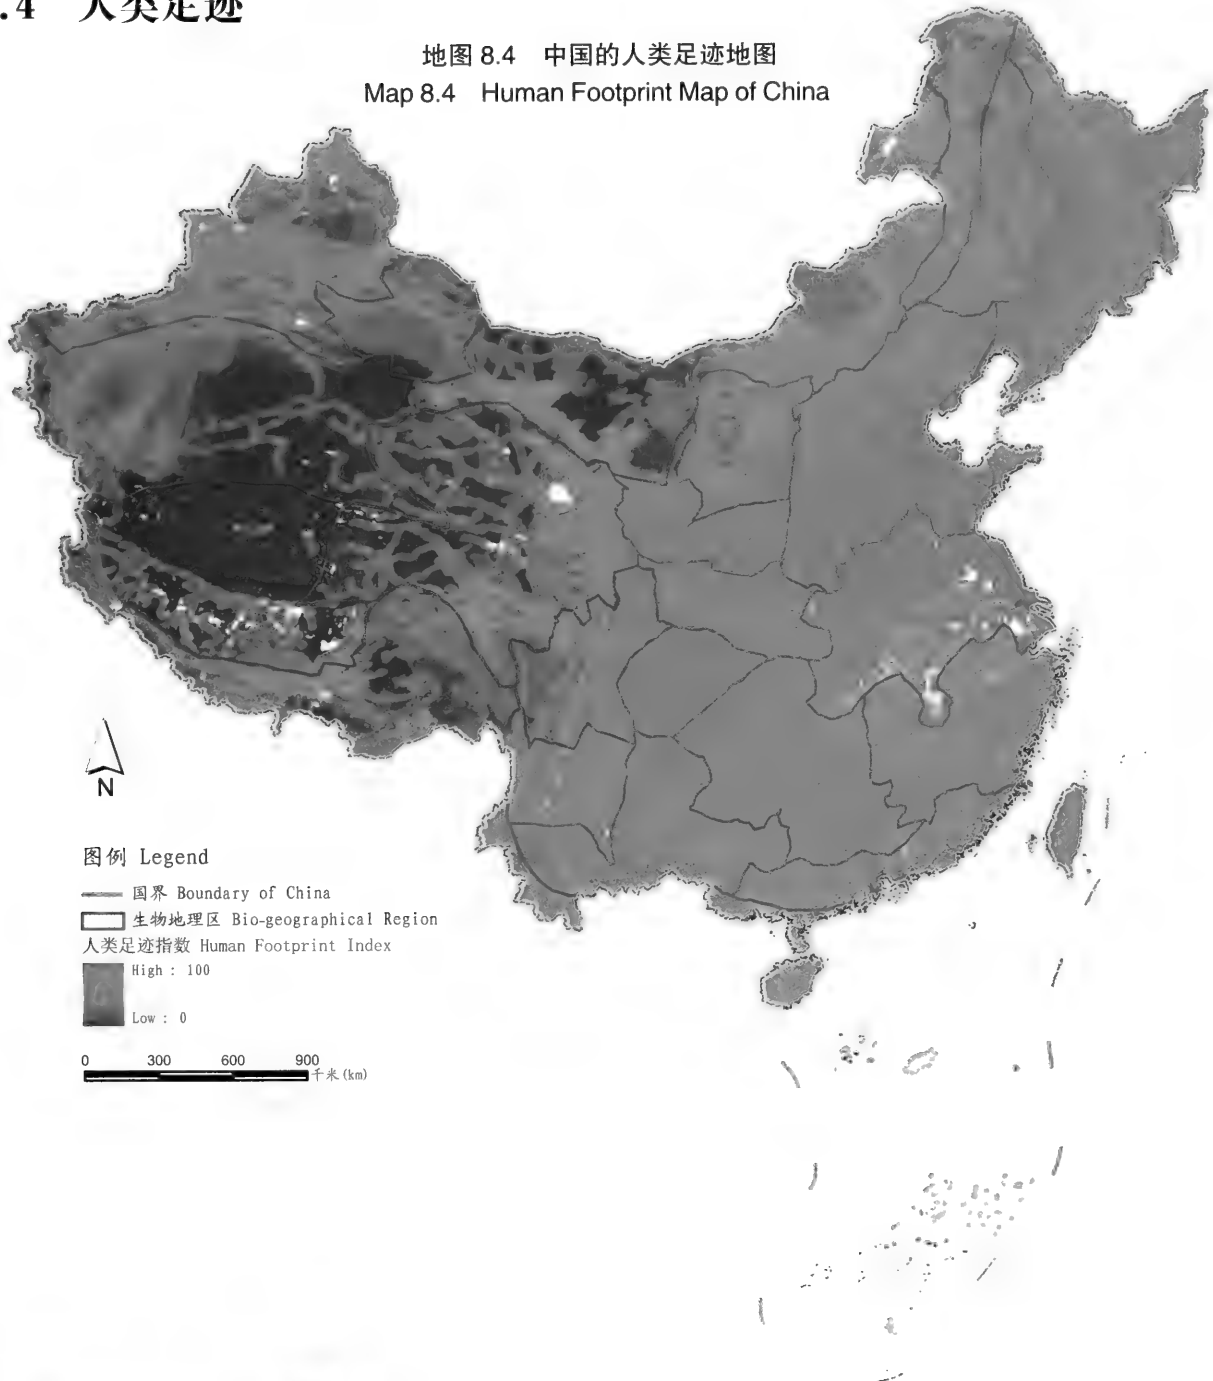 .4 人类足迹
地图 8.4 中国的人类足迹地图
Map 8.4 Human Footprint Map of China
N
图例 Legend
国界 Boundary of China
生物地理区 Bio-geographical Region
人类足迹指数 Human Footprint Index
High : 100
Low : 0
0 300 600 900
千米(km)